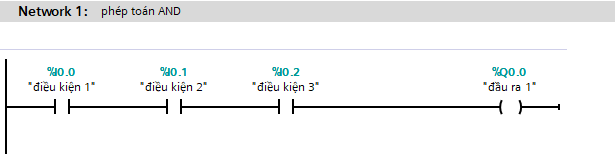 Network 1: phép toán AND
%I0.0 %I0.1 %I0.2 %Q0.0
"điều kiện 1" "điều kiện 2" "điều kiện 3" "đầu ra 1"